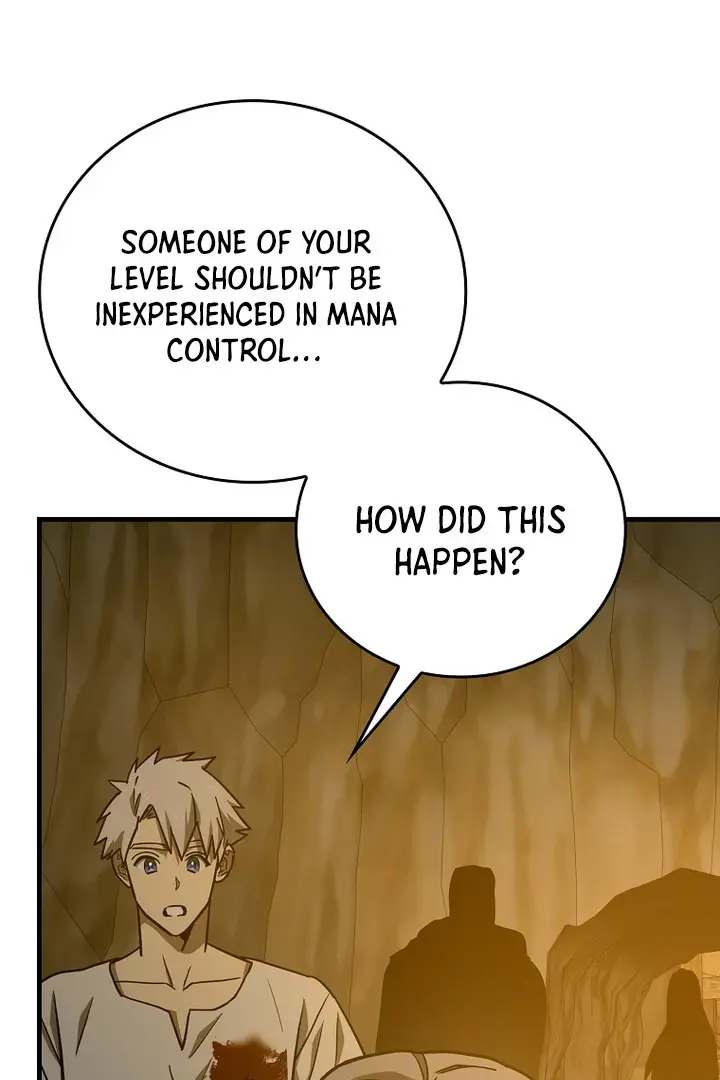 SOMEONE OF YOUR
LEVEL SHOULDN'T BE
INEXPERIENCED IN MANA
CONTROL...
HOW DID THIS
HAPPEN?